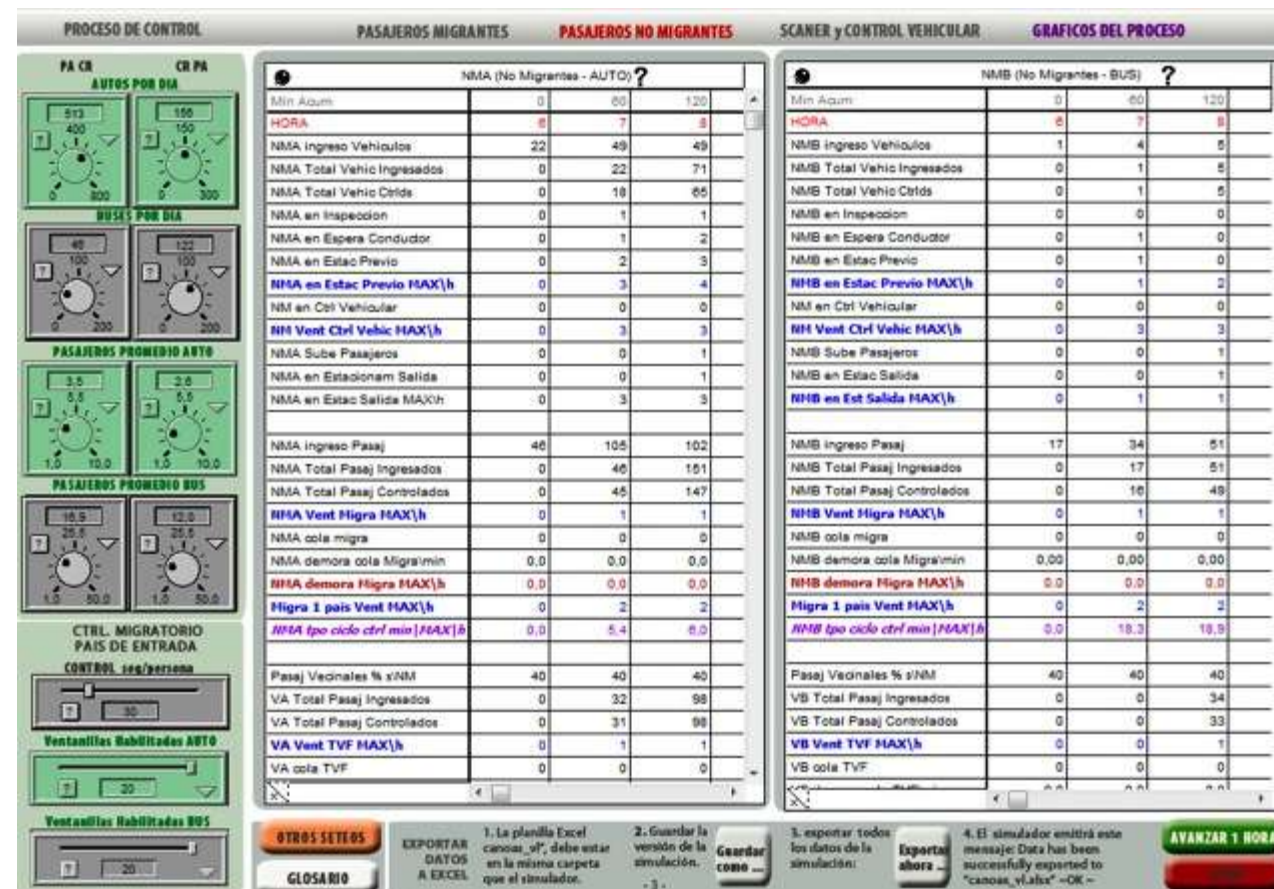 PROCESO DE CONTROL
PASAJEROS MIGRANTES
PASAJEROS NO MIGRANTES
SCANER y CONTROL VEHICULAR
GRAFICOS DEL PROCESO
PA CR CR PA
AUTOS POR DIA
513 156
400 150
? ?
0 800 0 300
BUSES POR DIA
46 122
100 100
? ?
0 200 0 200
PASAJEROS PROMEDIO AUTO
3,5 2,6
5,5 5,5
? ?
1,0 10,0 1,0 10,0
PASAJEROS PROMEDIO BUS
16,9 12,0
25,5 25,5
? ?
1,0 50,0 1,0 50,0
CTRL. MIGRATORIO
PAIS DE ENTRADA
CONTROL seg/persona
? 30
Ventanillas Habilitadas AUTO
? 20
Ventanillas Habilitadas BUS
? 20
NMA (No Migrantes - AUTO) ?
Min Acum 0 60 120
HORA 6 7 8
NMA ingreso Vehiculos 22 49 49
NMA Total Vehic Ingresados 0 22 71
NMA Total Vehic Ctrlds 0 18 65
NMA en Inspeccion 0 1 1
NMA en Espera Conductor 0 1 2
NMA en Estac Previo 0 2 3
NMA en Estac Previo MAX\h 0 3 4
NM en Ctrl Vehicular 0 0 0
NM Vent Ctrl Vehic MAX\h 0 3 3
NMA Sube Pasajeros 0 0 1
NMA en Estacionam Salida 0 0 1
NMA en Estac Salida MAX\h 0 3 3
NMA ingreso Pasaj 46 105 102
NMA Total Pasaj Ingresados 0 46 151
NMA Total Pasaj Controlados 0 45 147
NMA Vent Migra MAX\h 0 1 1
NMA cola migra 0 0 0
NMA demora cola Migra\min 0,0 0,0 0,0
NMA demora Migra MAX\h 0,0 0,0 0,0
Migra 1 pais Vent MAX\h 0 2 2
NMA tpo ciclo ctrl min|MAX|h 0,0 5,4 6,0
Pasaj Vecinales % s\NM 40 40 40
VA Total Pasaj Ingresados 0 32 98
VA Total Pasaj Controlados 0 31 98
VA Vent TVF MAX\h 0 1 1
VA cola TVF 0 0 0
NMB (No Migrantes - BUS) ?
Min Acum 0 60 120
HORA 6 7 8
NMB ingreso Vehiculos 1 4 5
NMB Total Vehic Ingresados 0 1 5
NMB Total Vehic Ctrlds 0 1 5
NMB en Inspeccion 0 0 0
NMB en Espera Conductor 0 1 0
NMB en Estac Previo 0 1 0
NMB en Estac Previo MAX\h 0 1 2
NM en Ctrl Vehicular 0 0 0
NM Vent Ctrl Vehic MAX\h 0 3 3
NMB Sube Pasajeros 0 0 1
NMB en Estac Salida 0 0 1
NMB en Est Salida MAX\h 0 1 1
NMB ingreso Pasaj 17 34 51
NMB Total Pasaj Ingresados 0 17 51
NMB Total Pasaj Controlados 0 16 49
NMB Vent Migra MAX\h 0 1 1
NMB cola migra 0 0 0
NMB demora cola Migra\min 0,00 0,00 0,00
NMB demora Migra MAX\h 0,0 0,0 0,0
Migra 1 pais Vent MAX\h 0 2 2
NMB tpo ciclo ctrl min|MAX|h 0,0 18,3 18,9
Pasaj Vecinales % s\NM 40 40 40
VB Total Pasaj Ingresados 0 0 34
VB Total Pasaj Controlados 0 0 33
VB Vent TVF MAX\h 0 0 1
VB cola TVF 0 0 0
OTROS SETEOS
GLOSARIO
EXPORTAR
DATOS
A EXCEL
1. La planilla Excel
canoas_vl", debe estar
en la misma carpeta
que el simulador.
2. Guardar la
versión de la
simulación.
- 3 -
Guardar
como ...
3. exportar todos
los datos de la
simulación:
Exportar
ahora ...
4. El simulador emitirá este
mensaje: Data has been
successfully exported to
"canoas_vl.xlsx" --OK --
AVANZAR 1 HORA